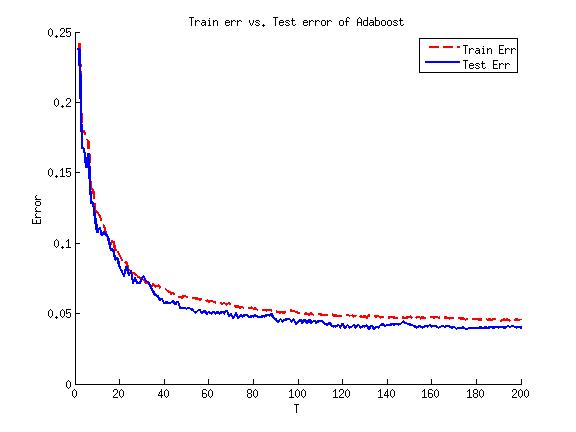 Train err vs. Test error of Adaboost
Train Err
Test Err
0.25
0.2
0.15
0.1
0.05
0
Error
0 20 40 60 80 100 120 140 160 180 200
T